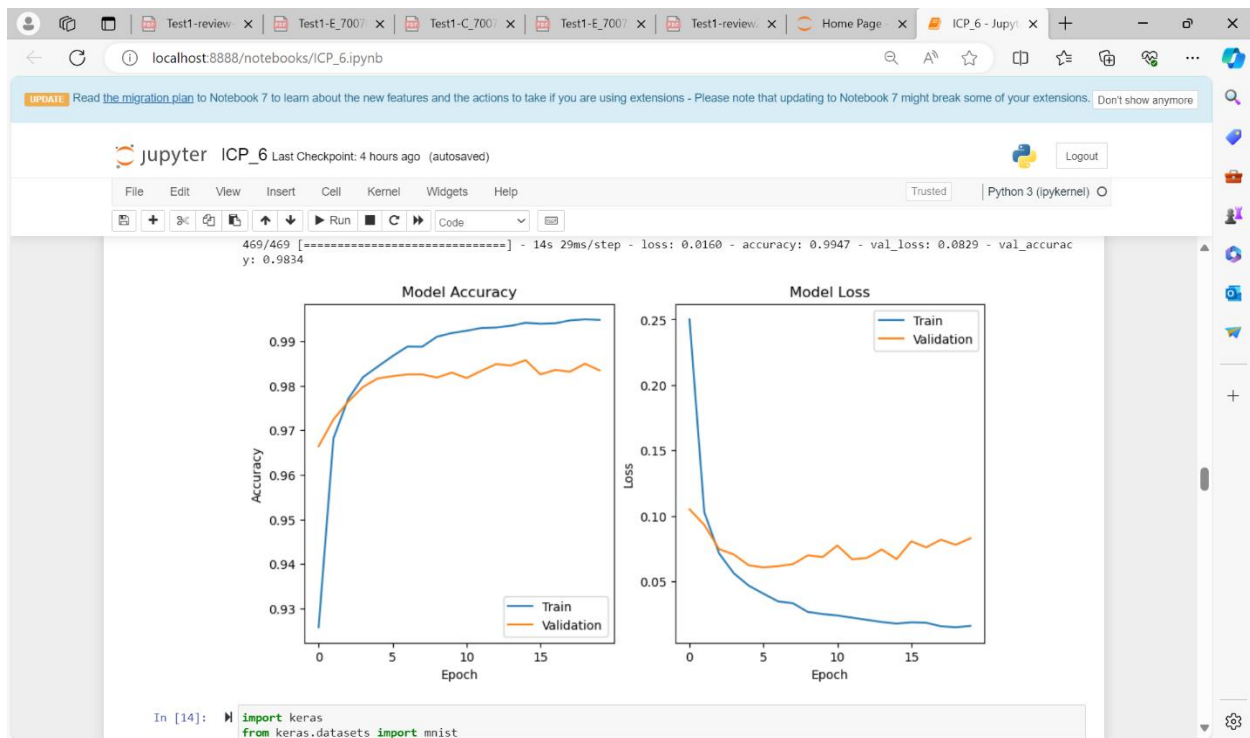 Test1-review-
Test1-E_7007
Test1-C_7007
Test1-E_7007
Test1-review
Home Page -
ICP_6 - Jupyt
localhost:8888/notebooks/ICP_6.ipynb
UPDATE Read the migration plan to Notebook 7 to learn about the new features and the actions to take if you are using extensions - Please note that updating to Notebook 7 might break some of your extensions. Don't show anymore
jupyter ICP_6 Last Checkpoint: 4 hours ago (autosaved)
Logout
File Edit View Insert Cell Kernel Widgets Help
Trusted Python 3 (ipykernel)
Run Code
469/469 [==============================] - 14s 29ms/step - loss: 0.0160 - accuracy: 0.9947 - val_loss: 0.0829 - val_accurac
y: 0.9834
Model Accuracy
0.99
0.98
0.97
0.96
0.95
0.94
0.93
Accuracy
Train
Validation
0 5 10 15
Epoch
Model Loss
Train
Validation
0.25
0.20
0.15
0.10
0.05
Loss
0 5 10 15
Epoch
In [14]: import keras
from keras.datasets import mnist